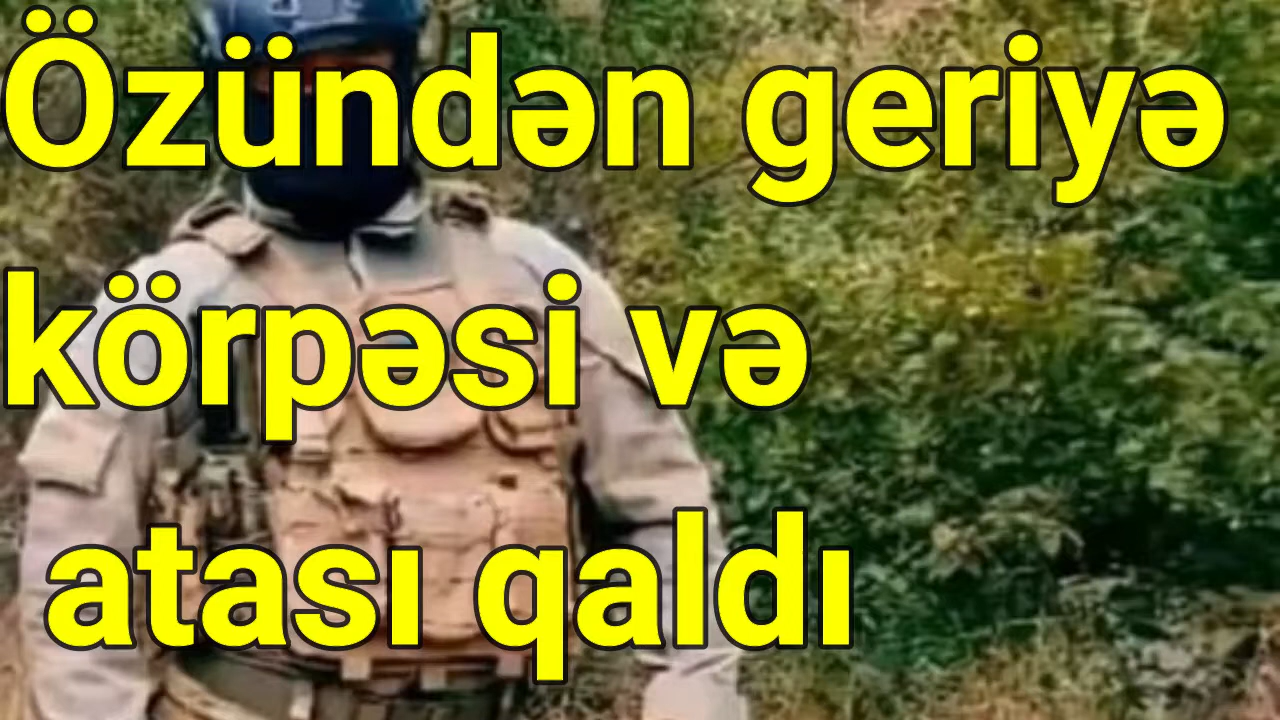 Özündən geriyə
körpəsi və
atası qaldı